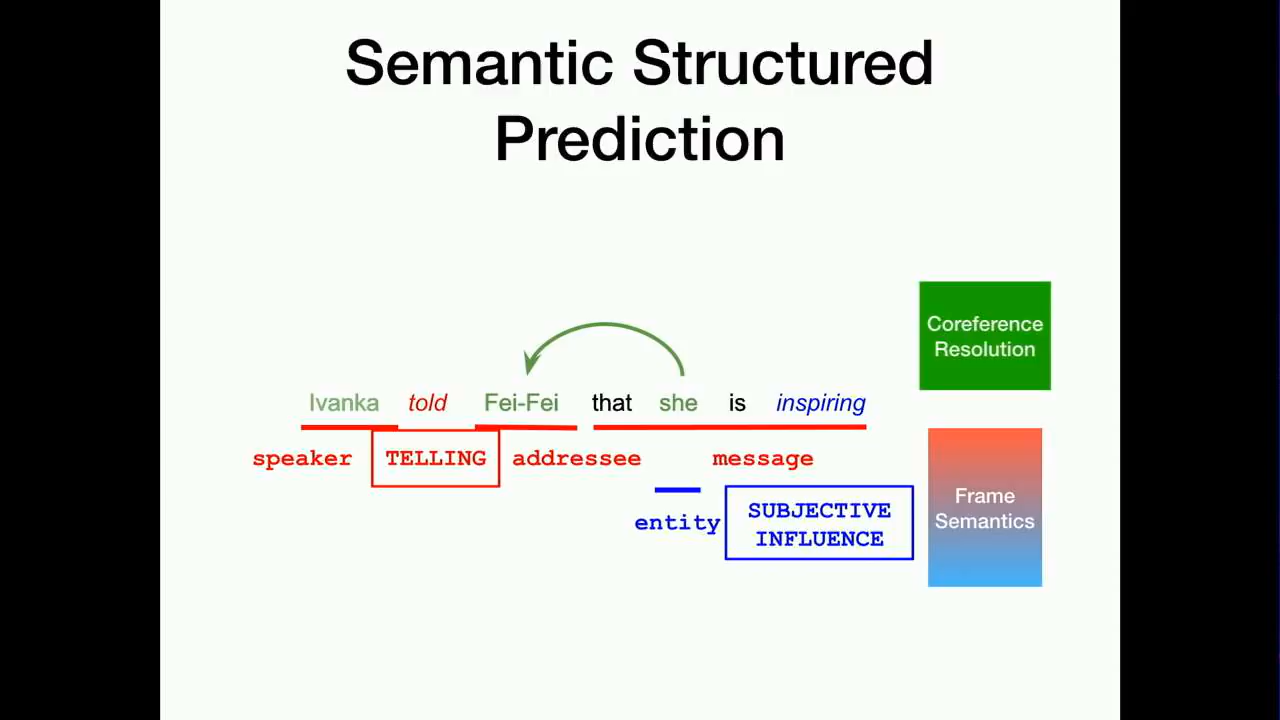 Semantic Structured
Prediction
Coreference
Resolution
Ivanka told Fei-Fei that she is inspiring
speaker TELLING addressee message
Frame
Semantics
entity SUBJECTIVE
INFLUENCE